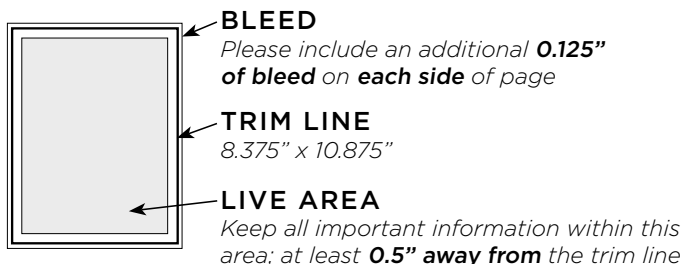 BLEED
Please include an additional 0.125”
of bleed on each side of page
TRIM LINE
8.375” x 10.875”
LIVE AREA
Keep all important information within this
area; at least 0.5” away from the trim line